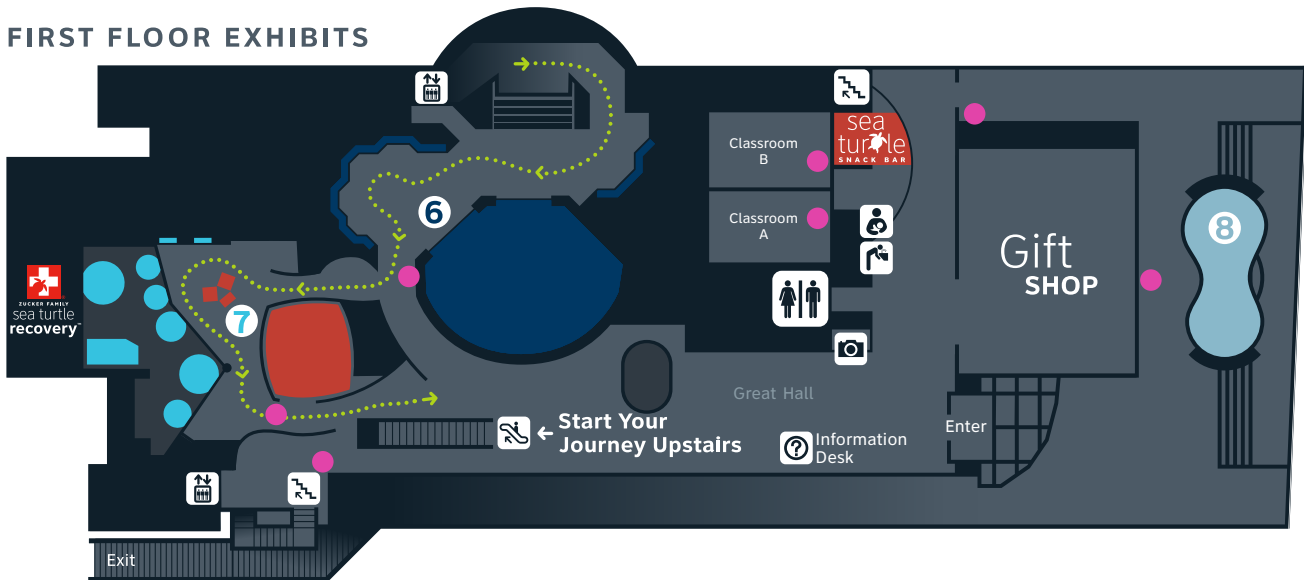 FIRST FLOOR EXHIBITS
sea
turtle
SNACK BAR
Classroom
B
Classroom
A
6
8
Gift
SHOP
ZUCKER FAMILY
sea turtle
recovery™
7
Great Hall
Start Your
Journey Upstairs
Enter
?
Information
Desk
Exit